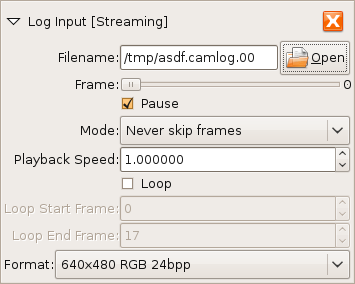 Log Input [Streaming]
Filename: /tmp/asdf.camlog.00 Open
Frame: 0
Pause
Mode: Never skip frames
Playback Speed: 1.000000
Loop
Loop Start Frame: 0
Loop End Frame: 17
Format: 640x480 RGB 24bpp